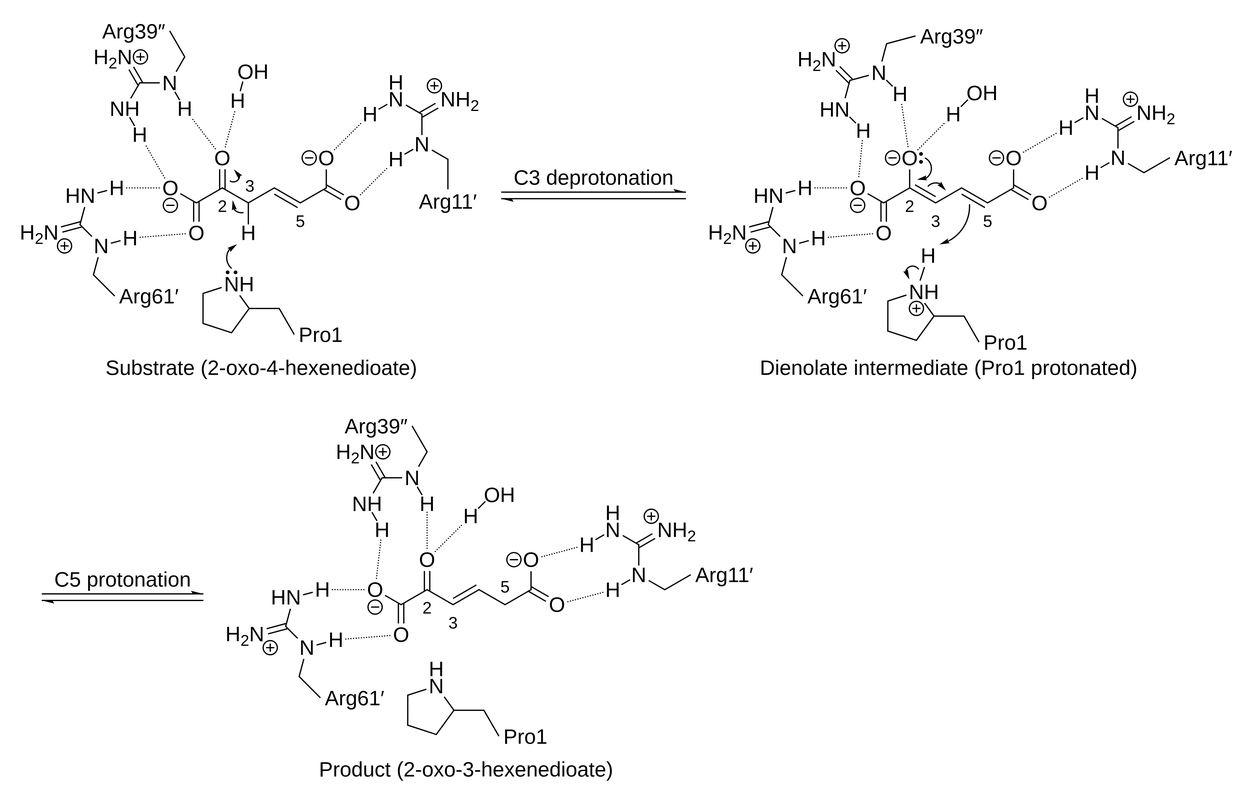 Arg39″
H₂N⊕
OH
H
N
NH
H
H
O
H
N
H
⊕
NH₂
H
N
⊖
O
O
3
2
5
O
⊖
O
H
NH
H
H₂N
⊕
N
H
Arg61′
Arg11′
NH
Pro1
Substrate (2-oxo-4-hexenedioate)
C3 deprotonation
Arg39″
H₂N
⊕
N
H
HN
H
OH
H
⊖O
H
N
H
⊕
NH₂
H
N
Arg11′
⊖
O
O
2
3
5
O
⊖
O
NH
H
H₂N
⊕
N
H
Arg61′
H
NH
⊕
Pro1
Dienolate intermediate (Pro1 protonated)
C5 protonation
Arg39″
H₂N⊕
N
H
NH
H
OH
H
O
H
N
H
⊕
NH₂
H
N
Arg11′
⊖
O
O
5
2
3
O
⊖
O
HN
H
H₂N
⊕
N
H
Arg61′
H
N
Pro1
Product (2-oxo-3-hexenedioate)